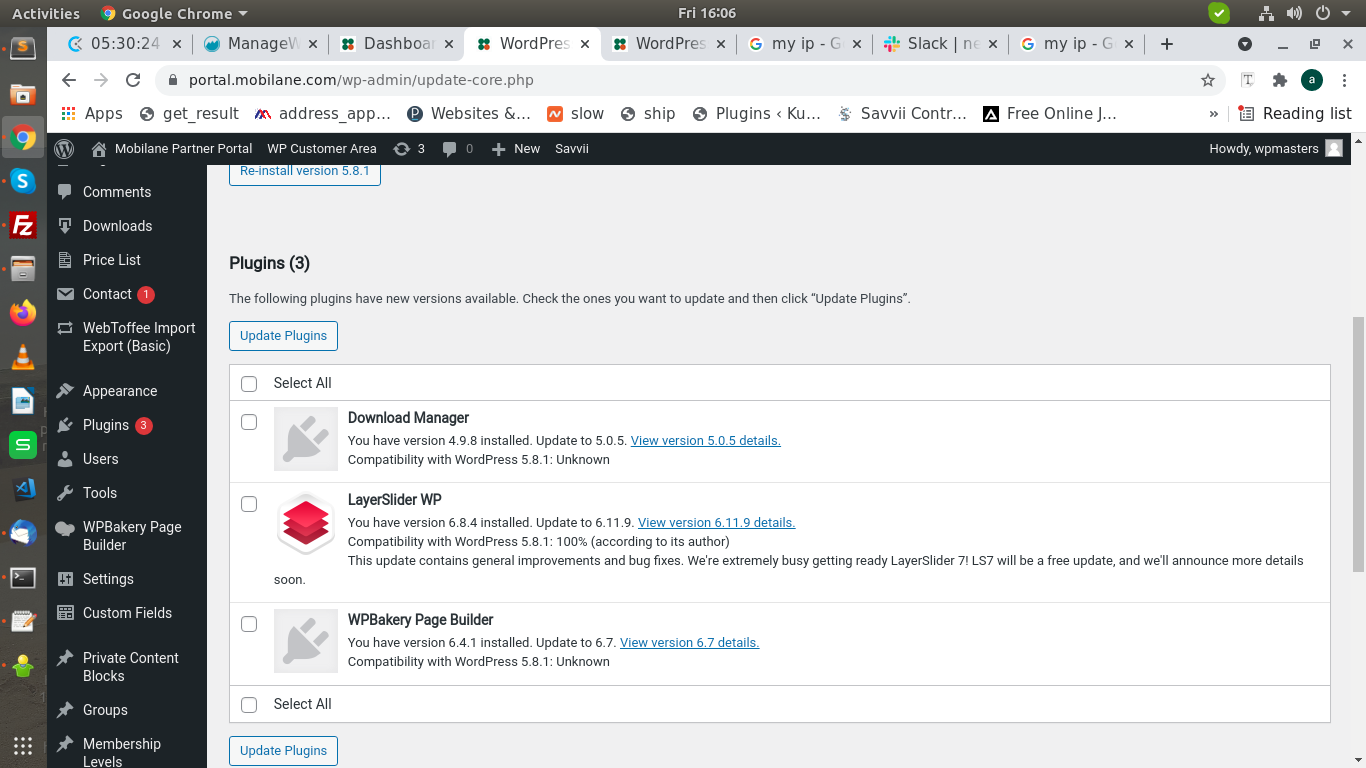 Activities
Google Chrome
Fri 16:06
05:30:24
ManageW
Dashboar
WordPres
WordPres
my ip - G
Slack | ne
my ip - G
portal.mobilane.com/wp-admin/update-core.php
a
Apps
get_result
address_app...
Websites &...
slow
ship
Plugins ‹ Ku...
Savvii Contr...
Free Online J...
»
Reading list
Mobilane Partner Portal
WP Customer Area
3
0
New
Savvii
Howdy, wpmasters
Comments
Downloads
Price List
Contact 1
WebToffee Import
Export (Basic)
Appearance
Plugins 3
Users
Tools
WPBakery Page
Builder
Settings
Custom Fields
Private Content
Blocks
Groups
Membership
Levels
Re-install version 5.8.1
Plugins (3)
The following plugins have new versions available. Check the ones you want to update and then click “Update Plugins”.
Update Plugins
Select All
Download Manager
You have version 4.9.8 installed. Update to 5.0.5. View version 5.0.5 details.
Compatibility with WordPress 5.8.1: Unknown
LayerSlider WP
You have version 6.8.4 installed. Update to 6.11.9. View version 6.11.9 details.
Compatibility with WordPress 5.8.1: 100% (according to its author)
This update contains general improvements and bug fixes. We're extremely busy getting ready LayerSlider 7! LS7 will be a free update, and we'll announce more details
soon.
WPBakery Page Builder
You have version 6.4.1 installed. Update to 6.7. View version 6.7 details.
Compatibility with WordPress 5.8.1: Unknown
Select All
Update Plugins